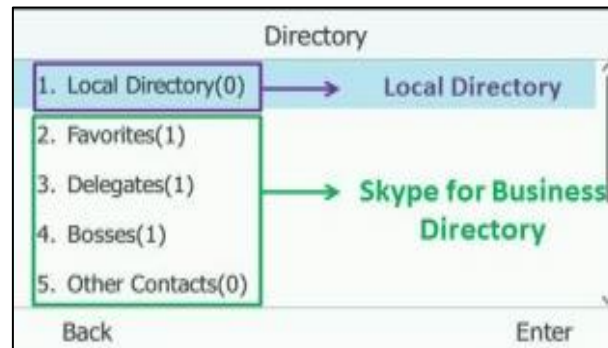 Directory
1. Local Directory(0)
Local Directory
2. Favorites(1)
3. Delegates(1)
4. Bosses(1)
5. Other Contacts(0)
Skype for Business
Directory
Back
Enter